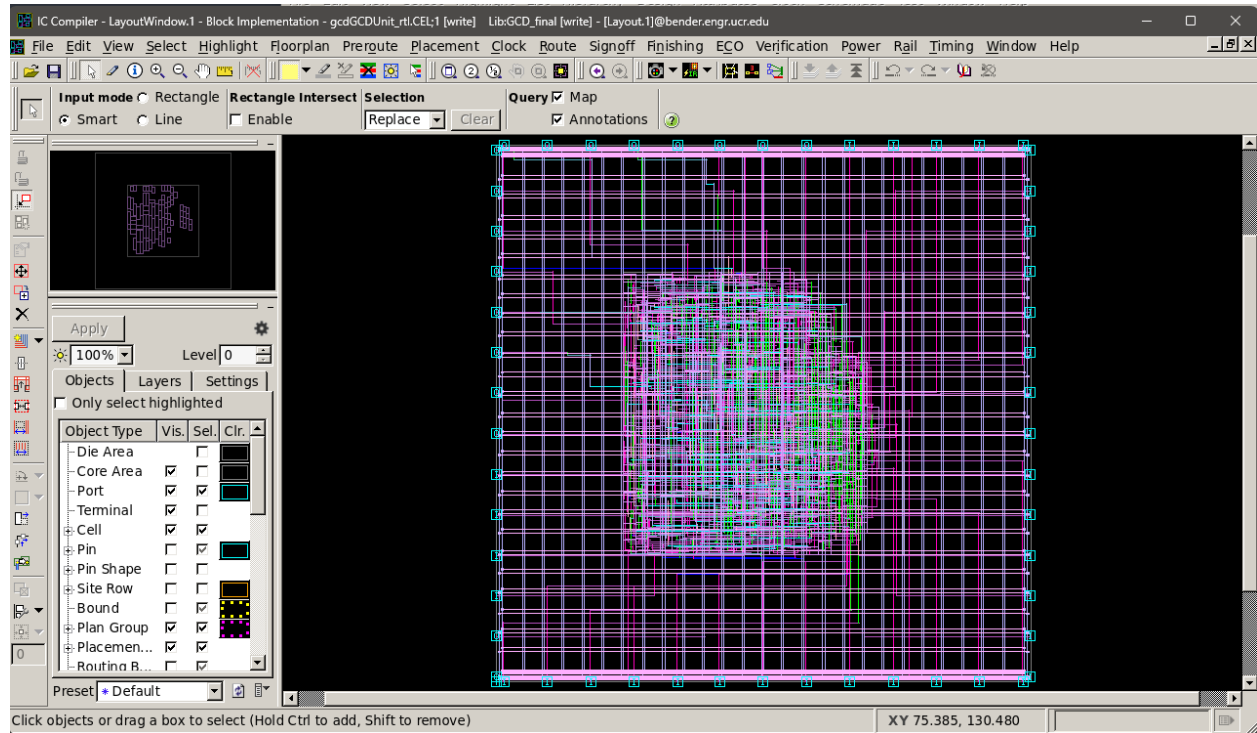 IC Compiler - LayoutWindow.1 - Block Implementation - gcdGCDUnit_rtl.CEL;1 [write]   Lib:GCD_final [write] - [Layout.1]@bender.engr.ucr.edu
File Edit View Select Highlight Floorplan Preroute Placement Clock Route Signoff Finishing ECO Verification Power Rail Timing Window Help
Input mode Rectangle Rectangle Intersect Selection Query Map
Smart Line Enable Replace Clear Annotations
Apply
100% Level 0
Objects Layers Settings
Only select highlighted
Object Type Vis. Sel. Clr.
Die Area
Core Area
Port
Terminal
Cell
Pin
Pin Shape
Site Row
Bound
Plan Group
Placemen...
Routing B...
0
Preset * Default
Click objects or drag a box to select (Hold Ctrl to add, Shift to remove) XY 75.385, 130.480